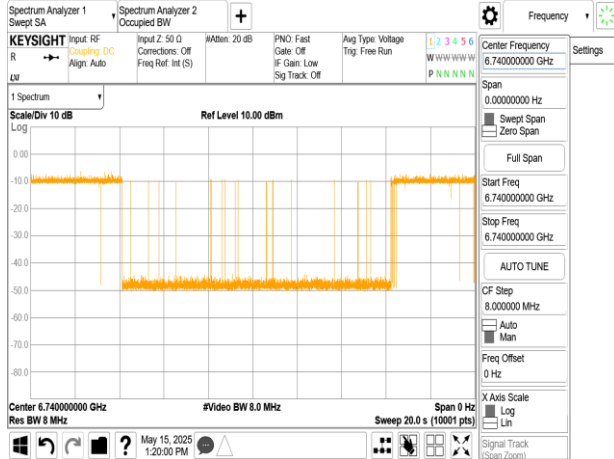 Spectrum Analyzer 1
Swept SA
Spectrum Analyzer 2
Occupied BW
+
Frequency
KEYSIGHT
R
LXI
Input: RF
Coupling: DC
Align: Auto
Input Z: 50 Ω
Corrections: Off
Freq Ref: Int (S)
#Atten: 20 dB
PNO: Fast
Gate: Off
IF Gain: Low
Sig Track: Off
Avg Type: Voltage
Trig: Free Run
1 2 3 4 5 6
W W W W W W
P N N N N N
1 Spectrum
Scale/Div 10 dB
Ref Level 10.00 dBm
Log
0.00
-10.0
-20.0
-30.0
-40.0
-50.0
-60.0
-70.0
-80.0
Center 6.740000000 GHz
#Video BW 8.0 MHz
Span 0 Hz
Res BW 8 MHz
Sweep 20.0 s (10001 pts)
?
May 15, 2025
1:20:00 PM
Center Frequency
6.740000000 GHz
Settings
Span
0.00000000 Hz
Swept Span
Zero Span
Full Span
Start Freq
6.740000000 GHz
Stop Freq
6.740000000 GHz
AUTO TUNE
CF Step
8.000000 MHz
Auto
Man
Freq Offset
0 Hz
X Axis Scale
Log
Lin
Signal Track
(Span Zoom)